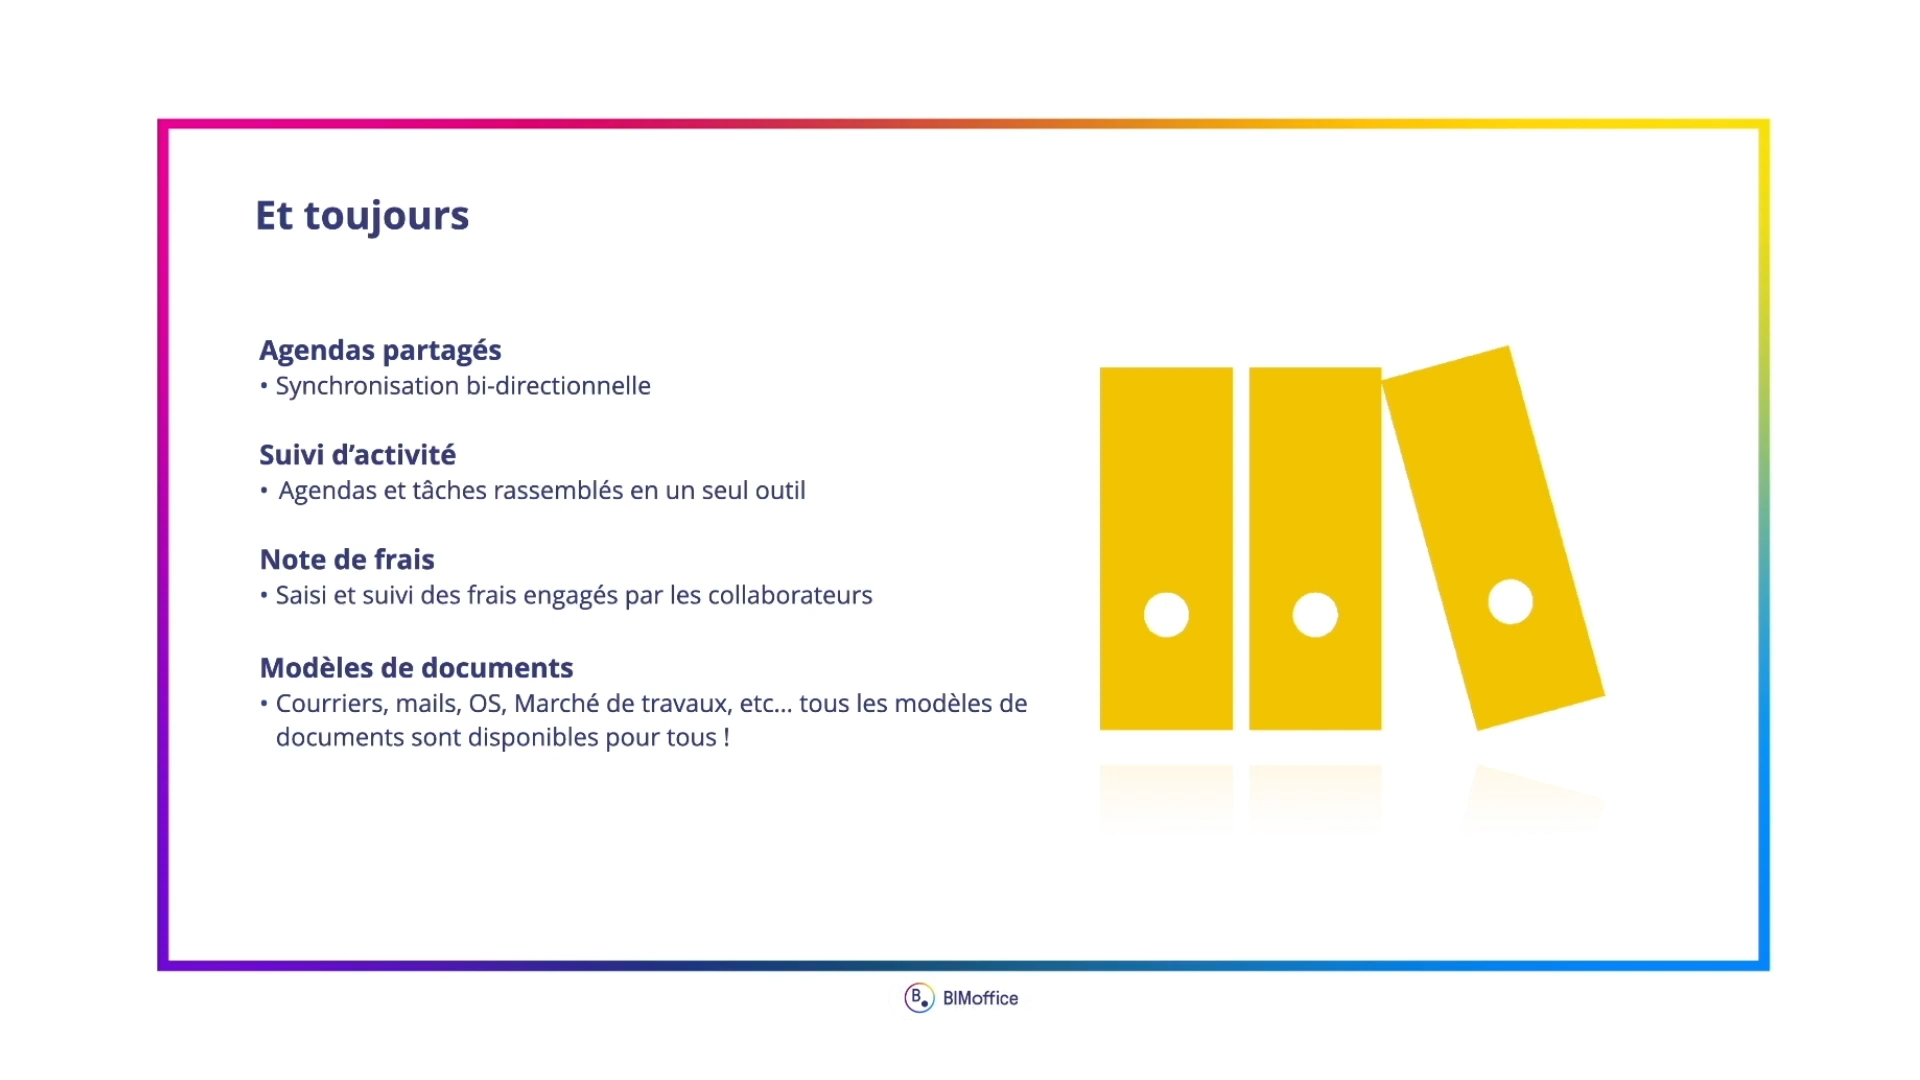 Et toujours
Agendas partagés
• Synchronisation bi-directionnelle
Suivi d’activité
• Agendas et tâches rassemblés en un seul outil
Note de frais
• Saisi et suivi des frais engagés par les collaborateurs
Modèles de documents
• Courriers, mails, OS, Marché de travaux, etc... tous les modèles de
documents sont disponibles pour tous !
B. BIMoffice